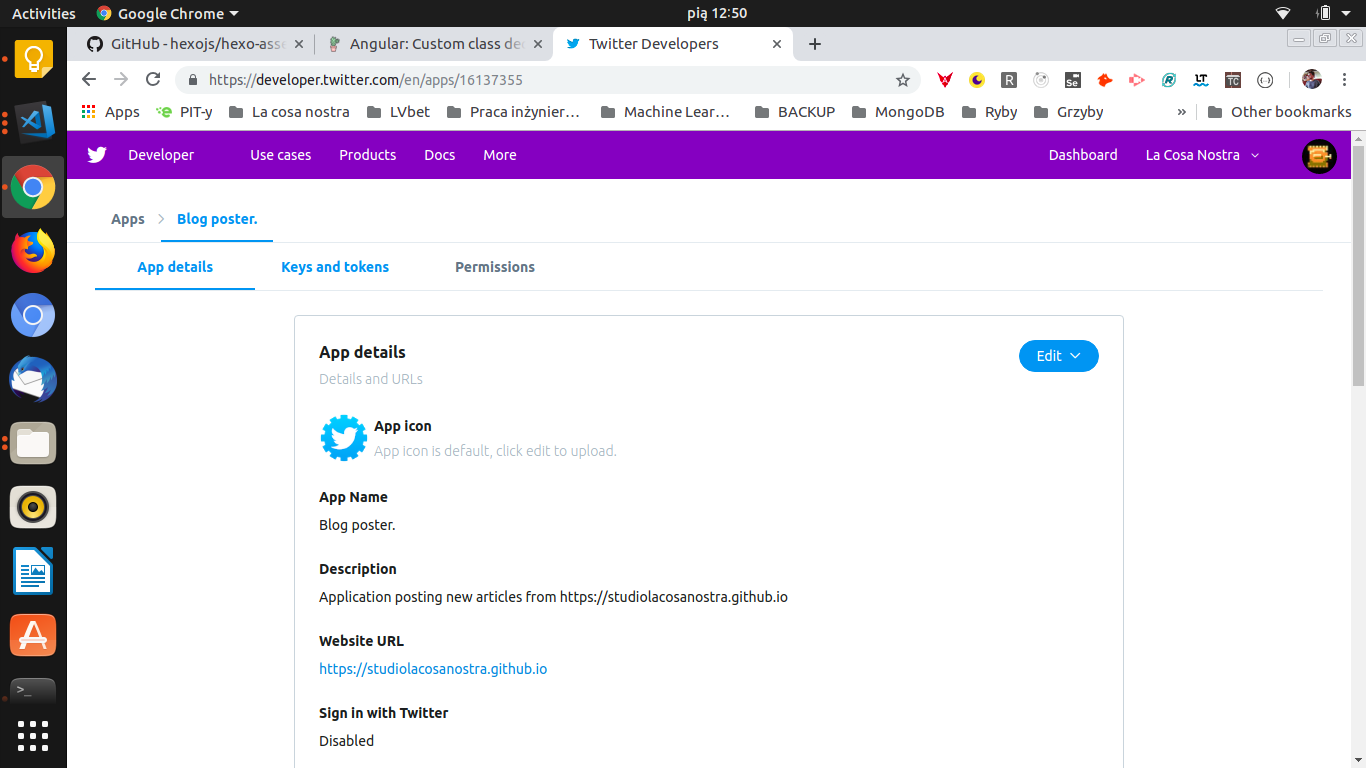 Activities Google Chrome pią 12:50
GitHub - hexojs/hexo-asse Angular: Custom class dec Twitter Developers
https://developer.twitter.com/en/apps/16137355
R Se LT TC
Apps PIT-y La cosa nostra LVbet Praca inżynier… Machine Lear… BACKUP MongoDB Ryby Grzyby » Other bookmarks
Developer Use cases Products Docs More Dashboard La Cosa Nostra
Apps Blog poster.
App details Keys and tokens Permissions
App details
Edit
Details and URLs
App icon
App icon is default, click edit to upload.
App Name
Blog poster.
Description
Application posting new articles from https://studiolacosanostra.github.io
Website URL
https://studiolacosanostra.github.io
Sign in with Twitter
Disabled